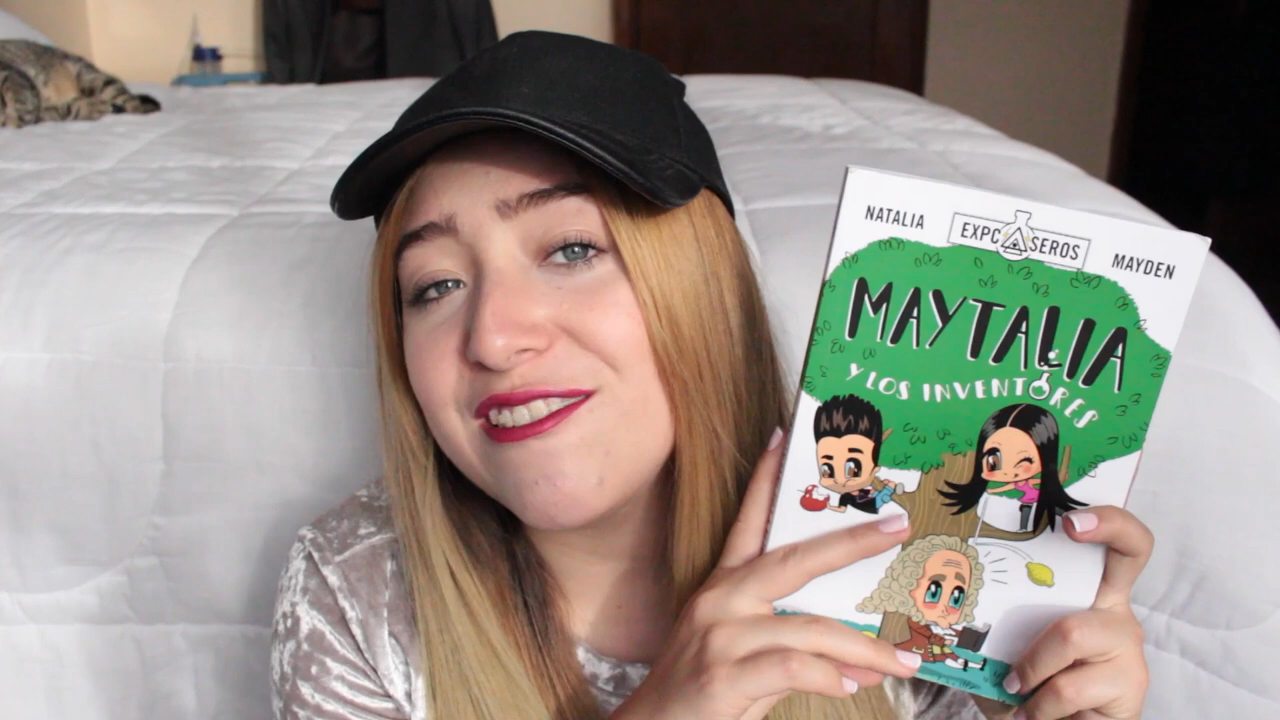 NATALIA
EXPCASEROS
MAYDEN
MAYTALIA
Y LOS INVENTORES